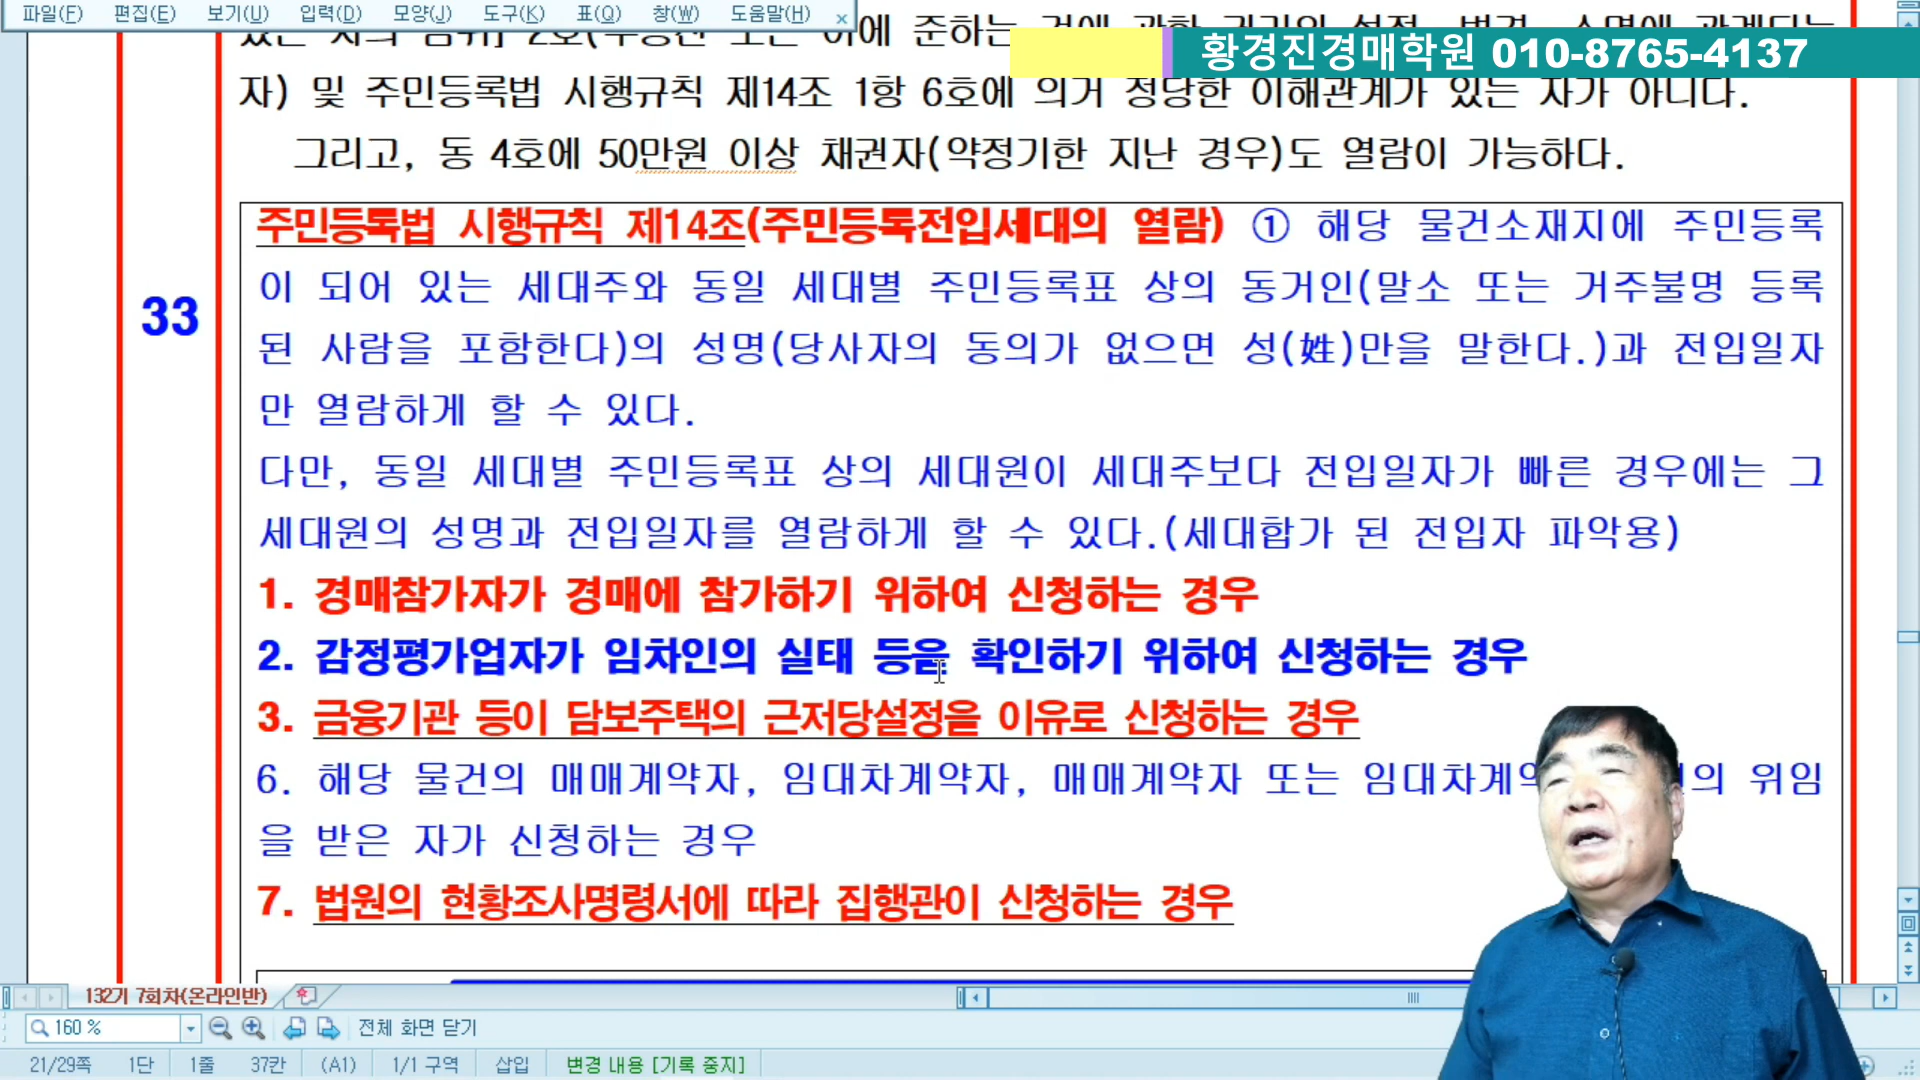 파일(F) 편집(E) 보기(U) 입력(D) 모양(J) 도구(K) 표(Q) 창(W) 도움말(H) x
황경진경매학원 010-8765-4137
자) 및 주민등록법 시행규칙 제14조 1항 6호에 의거 정당한 이해관계가 있는 자가 아니다.
그리고, 동 4호에 50만원 이상 채권자(약정기한 지난 경우)도 열람이 가능하다.
33
주민등록법 시행규칙 제14조(주민등록전입세대의 열람) ① 해당 물건소재지에 주민등록
이 되어 있는 세대주와 동일 세대별 주민등록표 상의 동거인(말소 또는 거주불명 등록
된 사람을 포함한다)의 성명(당사자의 동의가 없으면 성(姓)만을 말한다.)과 전입일자
만 열람하게 할 수 있다.
다만, 동일 세대별 주민등록표 상의 세대원이 세대주보다 전입일자가 빠른 경우에는 그
세대원의 성명과 전입일자를 열람하게 할 수 있다.(세대합가 된 전입자 파악용)
1. 경매참가자가 경매에 참가하기 위하여 신청하는 경우
2. 감정평가업자가 임차인의 실태 등을 확인하기 위하여 신청하는 경우
3. 금융기관 등이 담보주택의 근저당설정을 이유로 신청하는 경우
6. 해당 물건의 매매계약자, 임대차계약자, 매매계약자 또는 임대차계 의 위임
을 받은 자가 신청하는 경우
7. 법원의 현황조사명령서에 따라 집행관이 신청하는 경우
132기 7회차(온라인반)
160 % 전체 화면 닫기
21/29쪽 1단 1줄 37칸 (A1) 1/1 구역 삽입 변경 내용 [기록 중지]